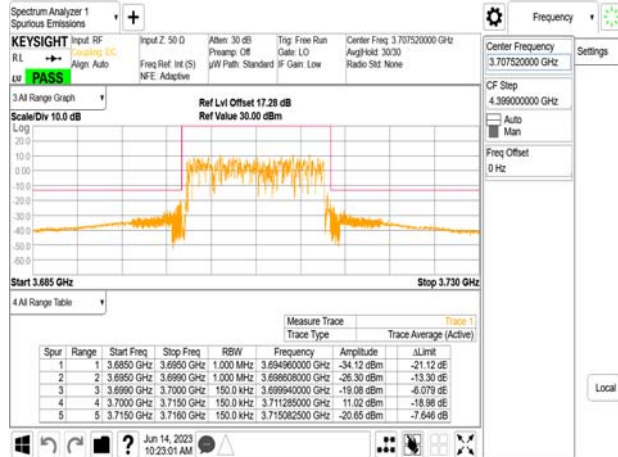 Spectrum Analyzer 1
Spurious Emissions
Frequency
KEYSIGHT
Input: RF
Coupling: DC
Align: Auto
Input Z: 50 Ω
Freq Ref: Int (S)
NFE: Adaptive
Atten: 30 dB
Preamp: Off
µW Path: Standard
Trig: Free Run
Gate: LO
IF Gain: Low
Center Freq: 3.707520000 GHz
Avg|Hold: 30/30
Radio Std: None
RL
LU PASS
Center Frequency
3.707520000 GHz
Settings
CF Step
4.399000000 GHz
Auto
Man
Freq Offset
0 Hz
Local
3 All Range Graph
Scale/Div 10.0 dB
Ref Lvl Offset 17.28 dB
Ref Value 30.00 dBm
Log
20.0
10.0
0.00
-10.0
-20.0
-30.0
-40.0
-50.0
-60.0
Start 3.685 GHz
Stop 3.730 GHz
4 All Range Table
Measure Trace Trace 1
Trace Type Trace Average (Active)
Spur Range Start Freq Stop Freq RBW Frequency Amplitude ΔLimit
1 1 3.6850 GHz 3.6950 GHz 1.000 MHz 3.694960000 GHz -34.12 dBm -21.12 dB
2 2 3.6950 GHz 3.6990 GHz 1.000 MHz 3.698608000 GHz -26.30 dBm -13.30 dB
3 3 3.6990 GHz 3.7000 GHz 150.0 kHz 3.699940000 GHz -19.08 dBm -6.079 dB
4 4 3.7000 GHz 3.7150 GHz 150.0 kHz 3.711285000 GHz 11.02 dBm -18.98 dB
5 5 3.7150 GHz 3.7160 GHz 150.0 kHz 3.715082500 GHz -20.65 dBm -7.646 dB
Jun 14, 2023
10:23:01 AM